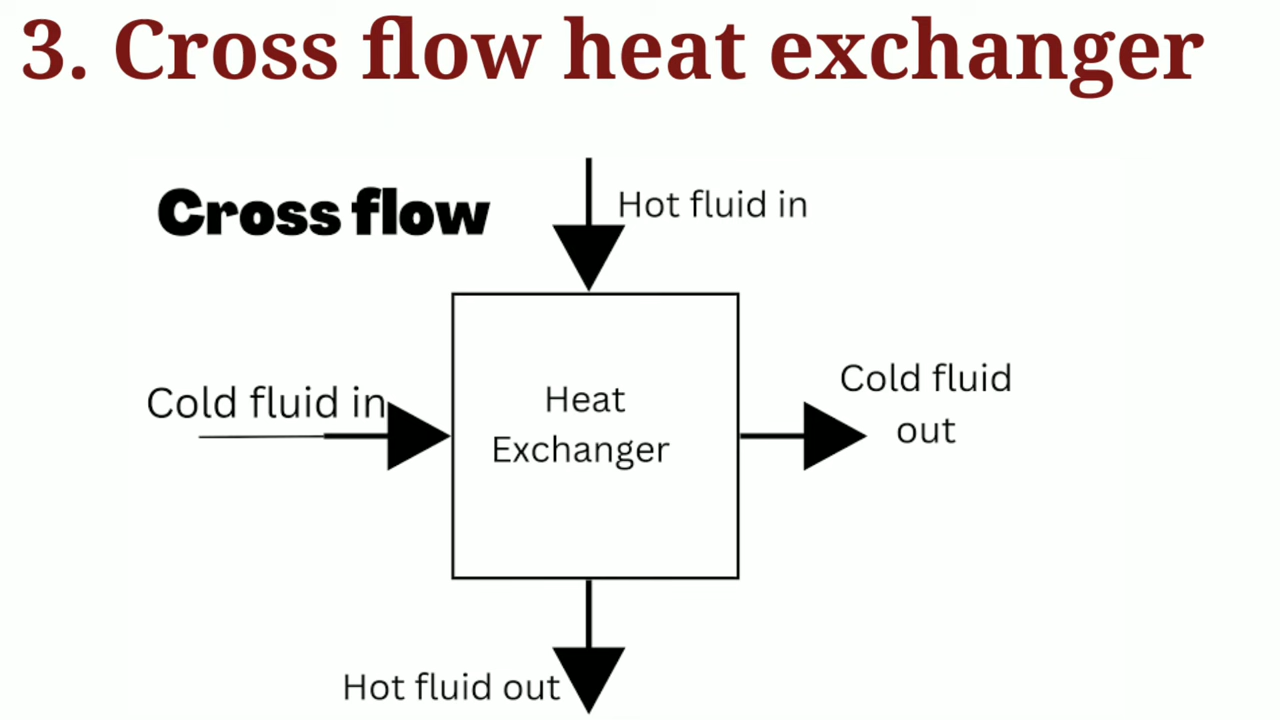 3. Cross flow heat exchanger
Cross flow
Hot fluid in
Cold fluid in
Heat
Exchanger
Cold fluid
out
Hot fluid out